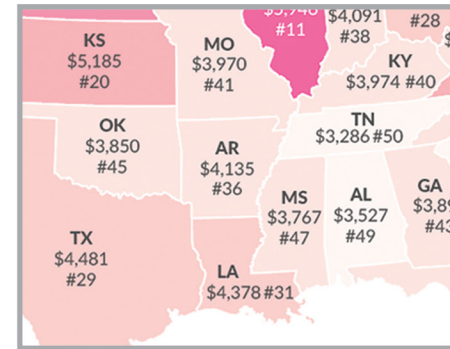 $5,948
#11
$4,091
#38
#28
KS
$5,185
#20
MO
$3,970
#41
KY
$3,974 #40
TN
$3,286 #50
OK
$3,850
#45
AR
$4,135
#36
MS
$3,767
#47
AL
$3,527
#49
GA
TX
$4,481
#29
LA
$4,378 #31